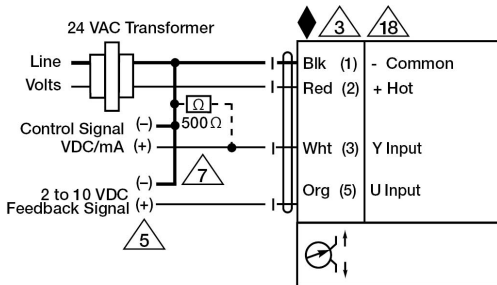 24 VAC Transformer
3 18
Line
Volts
Blk (1) - Common
Red (2) + Hot
Ω
500 Ω
Control Signal (-)
VDC/mA (+)
Wht (3) Y Input
7
(-)
2 to 10 VDC
Feedback Signal (+)
Org (5) U Input
5